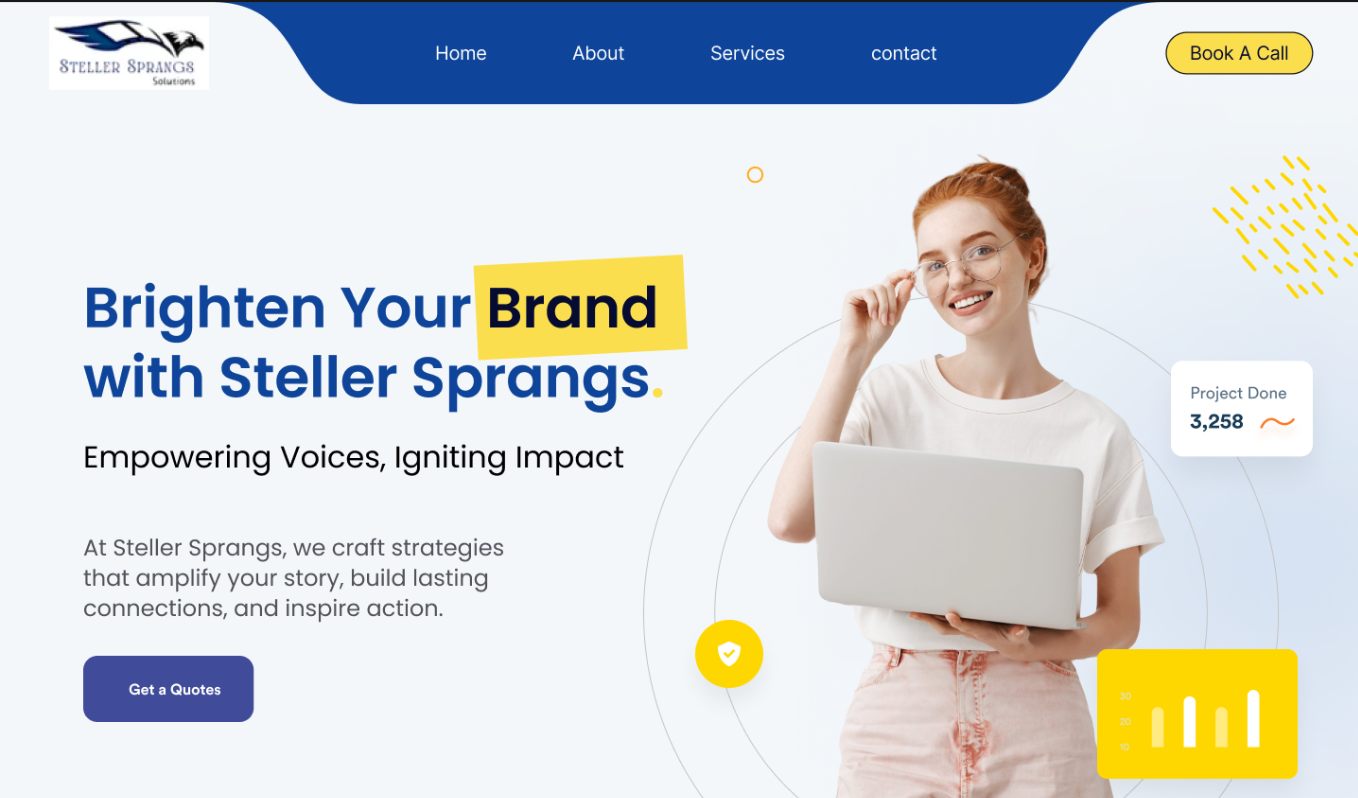 STELLER SPRANGS
Solutions
Home
About
Services
contact
Book A Call
Brighten Your Brand
with Steller Sprangs.
Empowering Voices, Igniting Impact
At Steller Sprangs, we craft strategies
that amplify your story, build lasting
connections, and inspire action.
Get a Quotes
Project Done
3,258
30
20
10